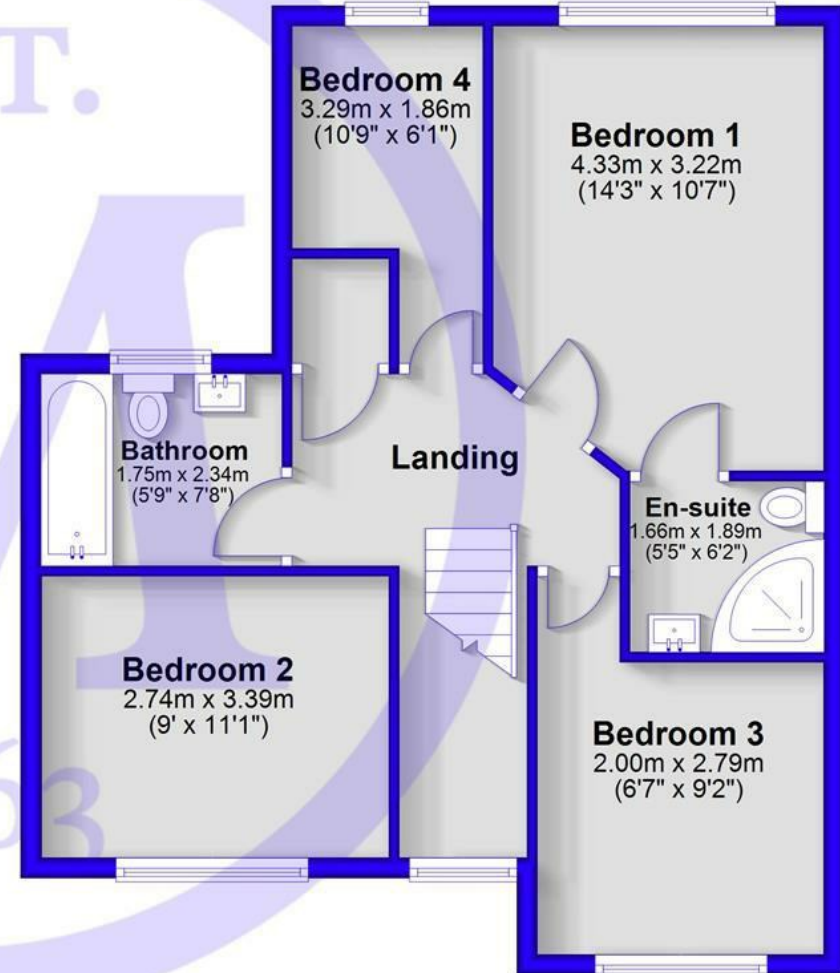 T.
Bedroom 4
3.29m x 1.86m
(10'9" x 6'1")
Bedroom 1
4.33m x 3.22m
(14'3" x 10'7")
Bathroom
1.75m x 2.34m
(5'9" x 7'8")
Landing
En-suite
1.66m x 1.89m
(5'5" x 6'2")
Bedroom 2
2.74m x 3.39m
(9' x 11'1")
Bedroom 3
2.00m x 2.79m
(6'7" x 9'2")
63